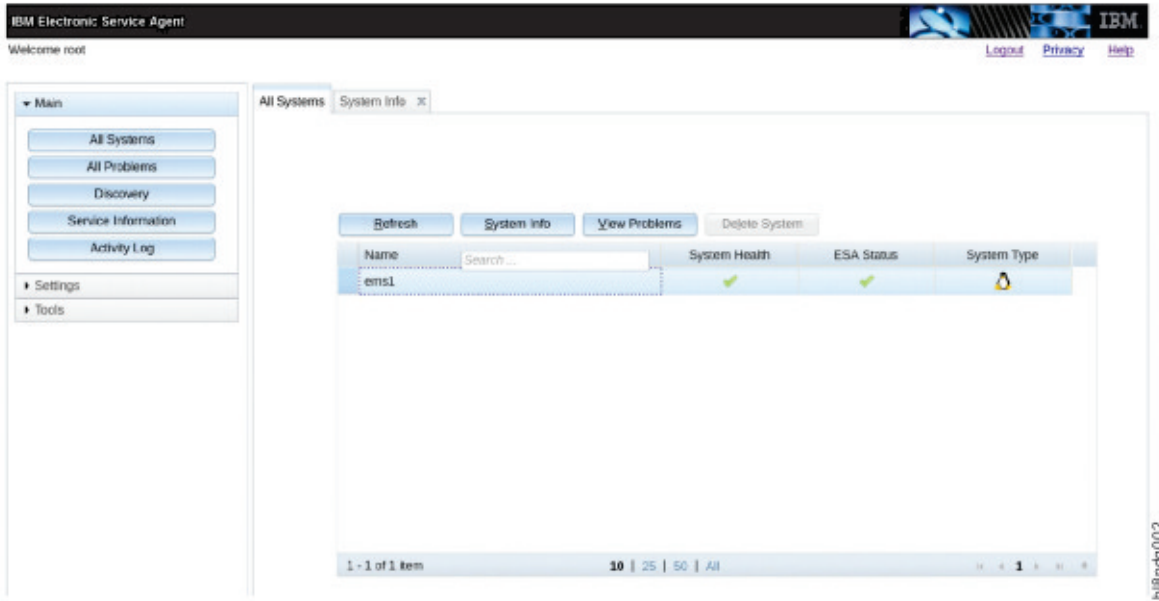 IBM Electronic Service Agent
IBM
Welcome root
Logout Privacy Help
Main
All Systems
All Problems
Discovery
Service Information
Activity Log
Settings
Tools
All Systems System Info
Refresh System Info View Problems Delete System
Name Search ... System Health ESA Status System Type
ems1
1 - 1 of 1 item 10 | 25 | 50 | All 1